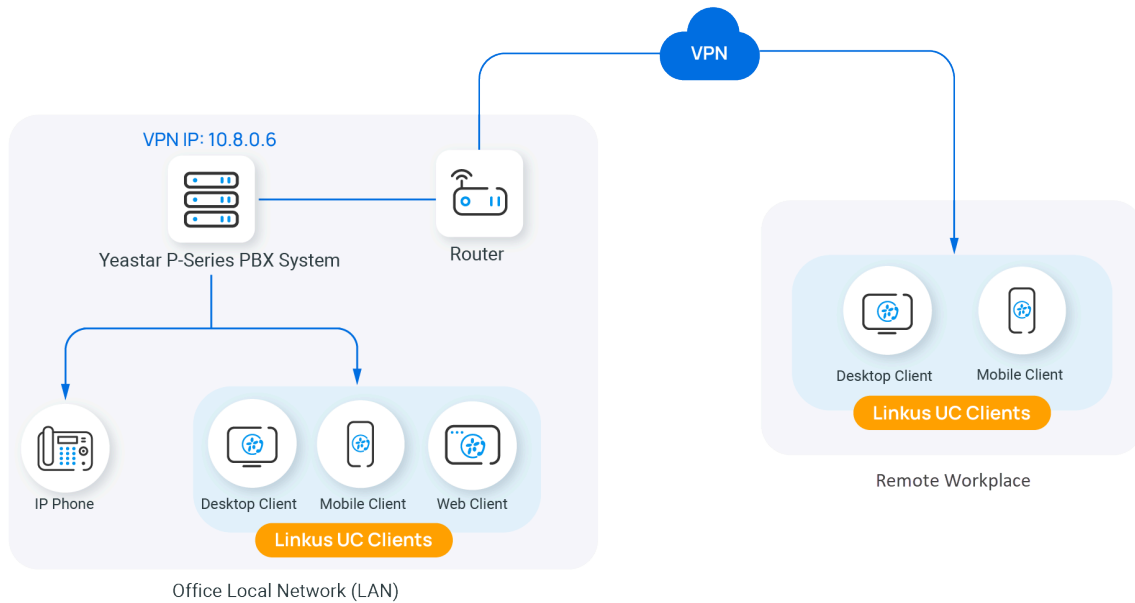 VPN
VPN IP: 10.8.0.6
Yeastar P-Series PBX System
Router
IP Phone
Desktop Client
Mobile Client
Web Client
Linkus UC Clients
Office Local Network (LAN)
Desktop Client
Mobile Client
Linkus UC Clients
Remote Workplace